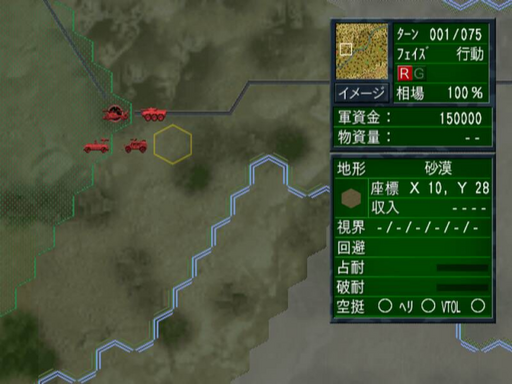 ターン 001/075
フェイズ 行動
R G
イメージ 相場 100%
軍資金： 150000
物資量： --
地形 砂漠
座標 X 10, Y 28
収入 ----
視界 -/-/-/-/-/-
回避
占耐
破耐
空挺 ○ ヘリ ○ VTOL ○